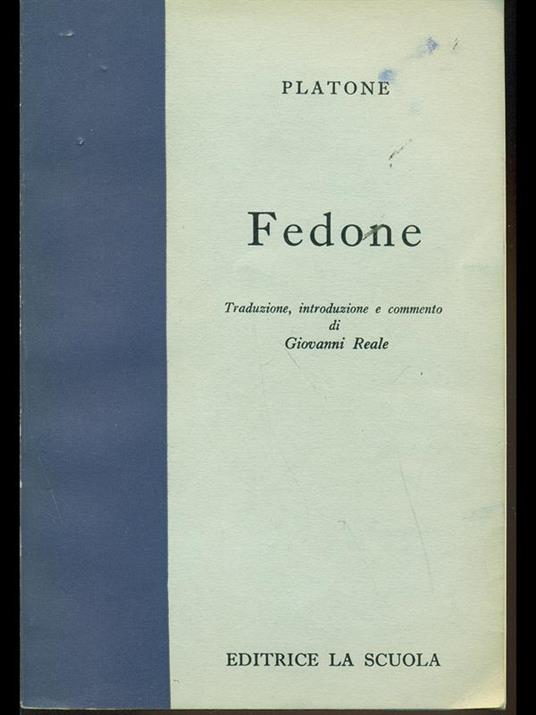 PLATONE
Fedone
Traduzione, introduzione e commento
di
Giovanni Reale
EDITRICE LA SCUOLA